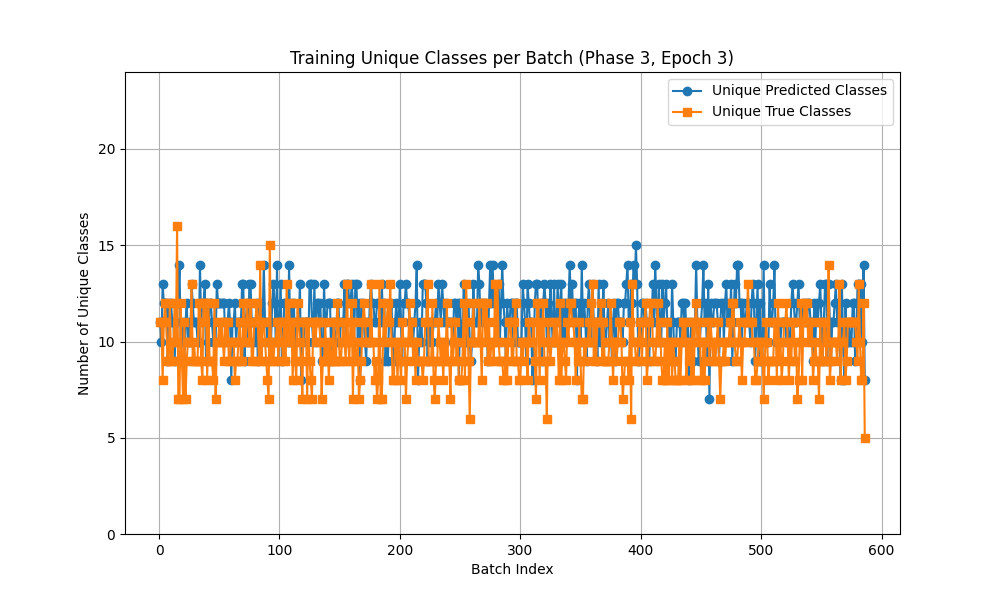 Training Unique Classes per Batch (Phase 3, Epoch 3)
Unique Predicted Classes
Unique True Classes
Number of Unique Classes
20
15
10
5
0
0 100 200 300 400 500 600
Batch Index